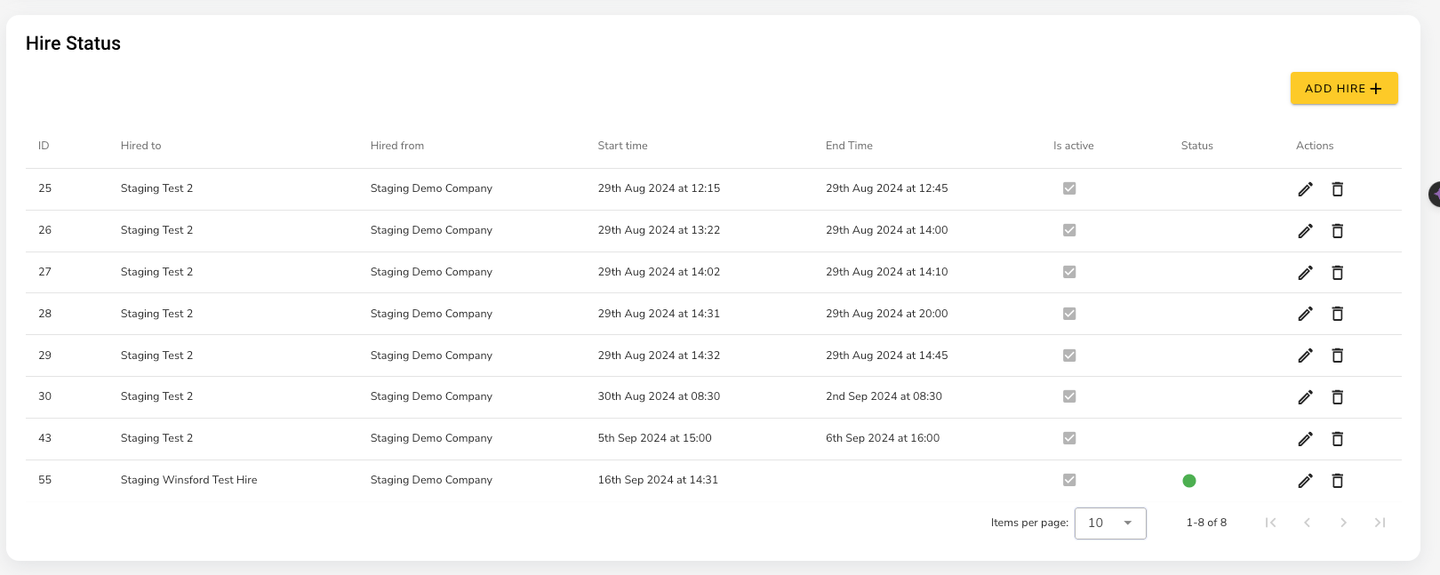 Hire Status
ADD HIRE
ID Hired to Hired from Start time End Time Is active Status Actions
25 Staging Test 2 Staging Demo Company 29th Aug 2024 at 12:15 29th Aug 2024 at 12:45
26 Staging Test 2 Staging Demo Company 29th Aug 2024 at 13:22 29th Aug 2024 at 14:00
27 Staging Test 2 Staging Demo Company 29th Aug 2024 at 14:02 29th Aug 2024 at 14:10
28 Staging Test 2 Staging Demo Company 29th Aug 2024 at 14:31 29th Aug 2024 at 20:00
29 Staging Test 2 Staging Demo Company 29th Aug 2024 at 14:32 29th Aug 2024 at 14:45
30 Staging Test 2 Staging Demo Company 30th Aug 2024 at 08:30 2nd Sep 2024 at 08:30
43 Staging Test 2 Staging Demo Company 5th Sep 2024 at 15:00 6th Sep 2024 at 16:00
55 Staging Winsford Test Hire Staging Demo Company 16th Sep 2024 at 14:31
Items per page: 10 1-8 of 8